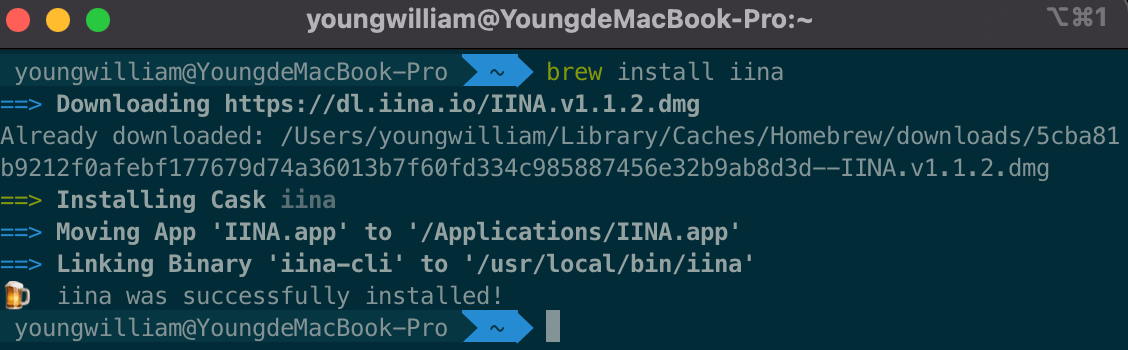 youngwilliam@YoungdeMacBook-Pro:~ ⌥⌘1
youngwilliam@YoungdeMacBook-Pro ~ brew install iina
==> Downloading https://dl.iina.io/IINA.v1.1.2.dmg
Already downloaded: /Users/youngwilliam/Library/Caches/Homebrew/downloads/5cba81
b9212f0afebf177679d74a36013b7f60fd334c985887456e32b9ab8d3d--IINA.v1.1.2.dmg
==> Installing Cask iina
==> Moving App 'IINA.app' to '/Applications/IINA.app'
==> Linking Binary 'iina-cli' to '/usr/local/bin/iina'
🍺 iina was successfully installed!
youngwilliam@YoungdeMacBook-Pro ~